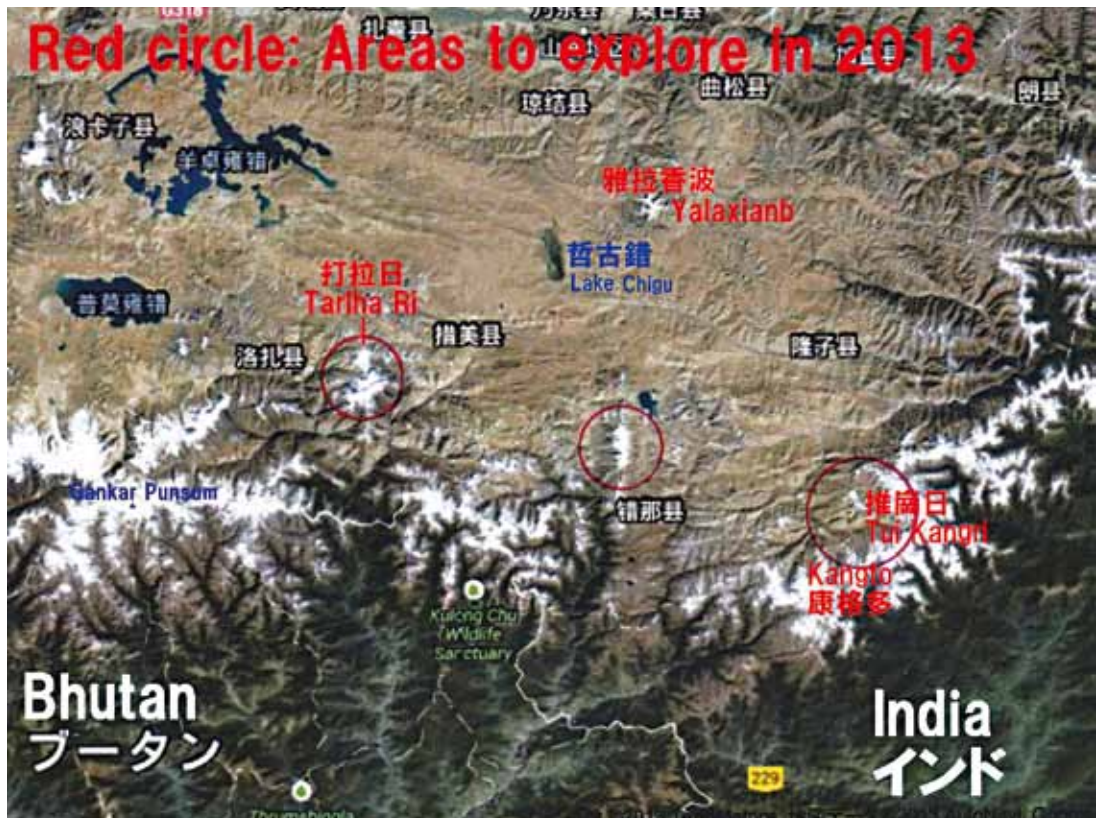 Red circle: Areas to explore in 2013
扎囊县
琼结县
曲松县
朗县
浪卡子县
羊卓雍错
雅拉香波
Yalaxianb
哲古錯
Lake Chigu
打拉日
Tarlha Ri
普莫雍错
措美县
洛扎县
隆子县
Gankar Punsum
错那县
推崗日
Tui Kangri
Kangto
康格多
Kulong Chu
Wildlife
Sanctuary
Bhutan
ブータン
India
インド
229